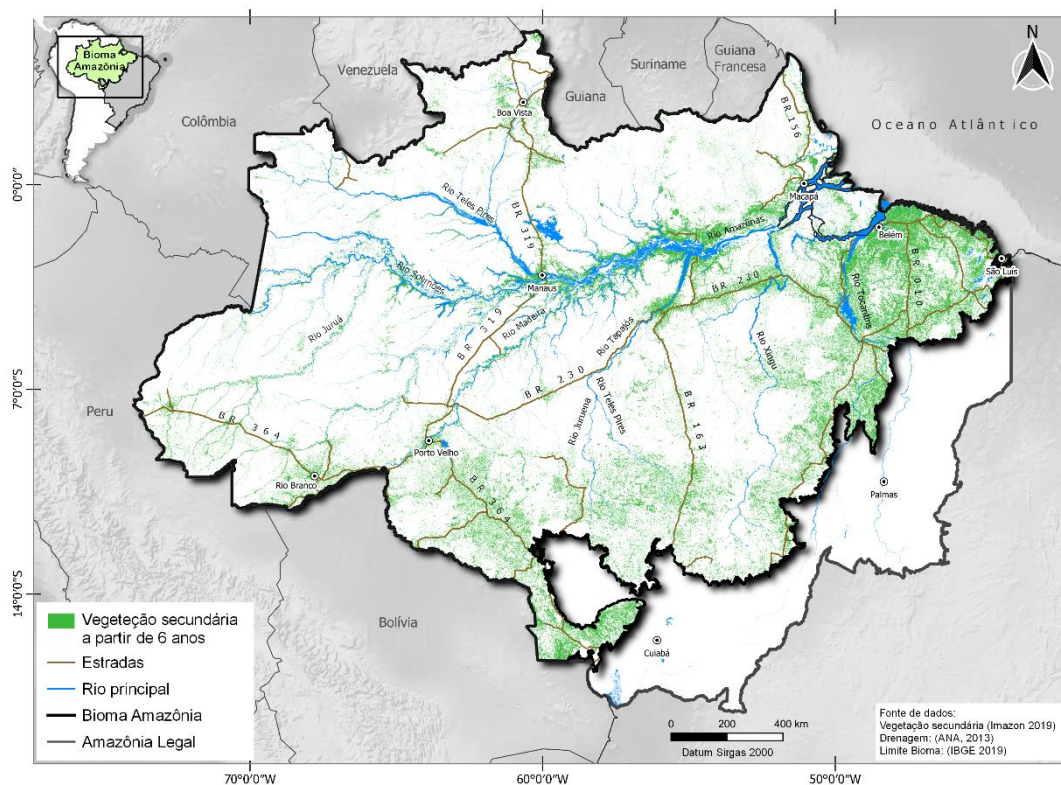 Bioma
Amazônia
N
Venezuela
Guiana
Suriname
Guiana
Francesa
Colômbia
Oceano Atlântico
Boa Vista
BR 156
0°0'0"
Macapá
Rio Teles Pires
BR 319
Rio Amazonas
Belém
BR 010
São Luís
Rio Solimões
Manaus
BR 230
Rio Tocantins
Rio Juruá
BR 319
Rio Madeira
Rio Tapajós
Rio Xingu
7°0'0"S
Peru
BR 364
BR 230
Rio Juruena
Rio Teles Pires
BR 163
Porto Velho
Rio Branco
BR 364
Palmas
14°0'0"S
Bolívia
Cuiabá
Vegeteção secundária
a partir de 6 anos
Estradas
Rio principal
Bioma Amazônia
Amazônia Legal
0 200 400 km
Datum Sirgas 2000
Fonte de dados:
Vegetação secundária (Imazon 2019)
Drenagem: (ANA, 2013)
Limite Bioma: (IBGE 2019)
70°0'0"W
60°0'0"W
50°0'0"W